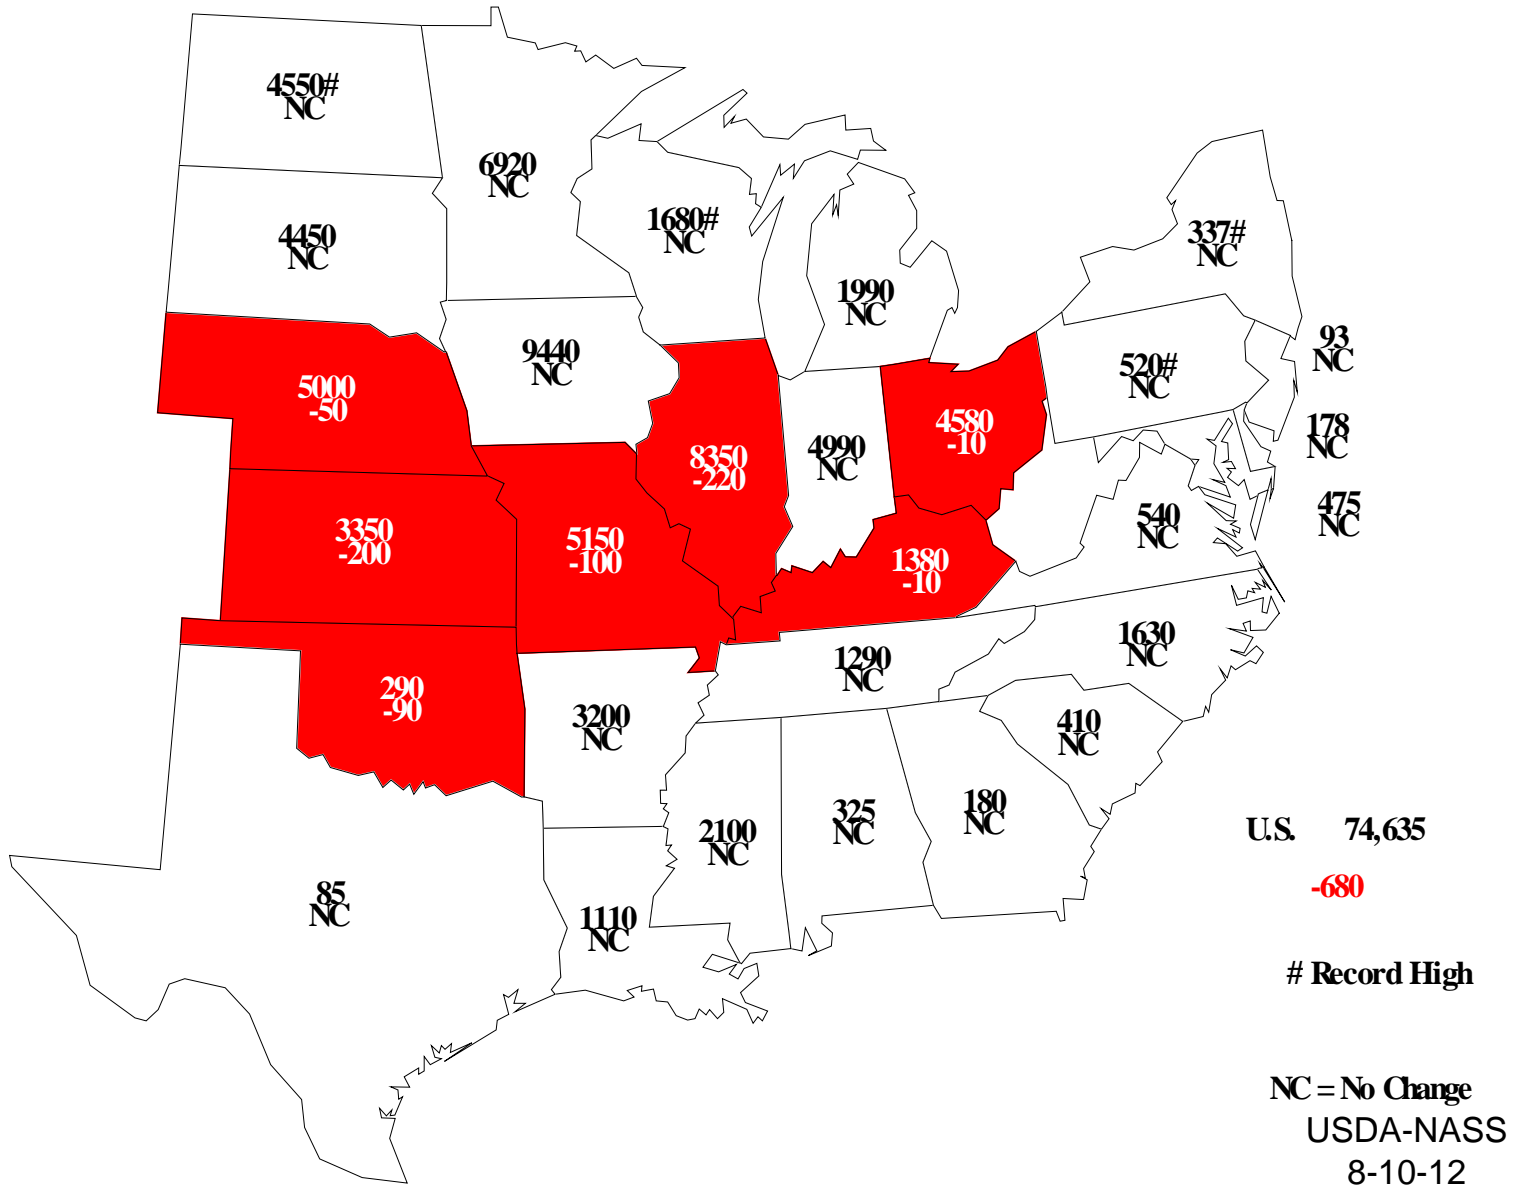 4550#
NC
6920
NC
1680#
NC
337#
NC
4450
NC
1990
NC
93
NC
9440
NC
520#
NC
5000
-50
178
NC
4580
-10
4990
NC
8350
-220
475
NC
540
NC
3350
-200
5150
-100
1380
-10
1630
NC
1290
NC
290
-90
3200
NC
410
NC
2100
NC
325
NC
180
NC
U.S. 74,635
-680
85
NC
1110
NC
# Record High
NC = No Change
USDA-NASS
8-10-12